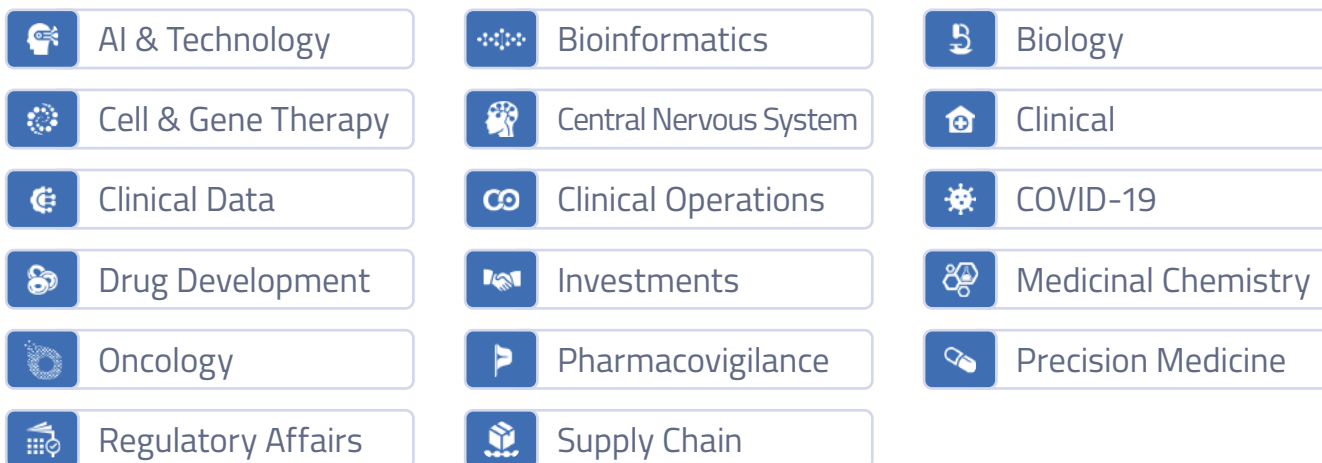 AI & Technology
Bioinformatics
Biology
Cell & Gene Therapy
Central Nervous System
Clinical
Clinical Data
Clinical Operations
COVID-19
Drug Development
Investments
Medicinal Chemistry
Oncology
Pharmacovigilance
Precision Medicine
Regulatory Affairs
Supply Chain